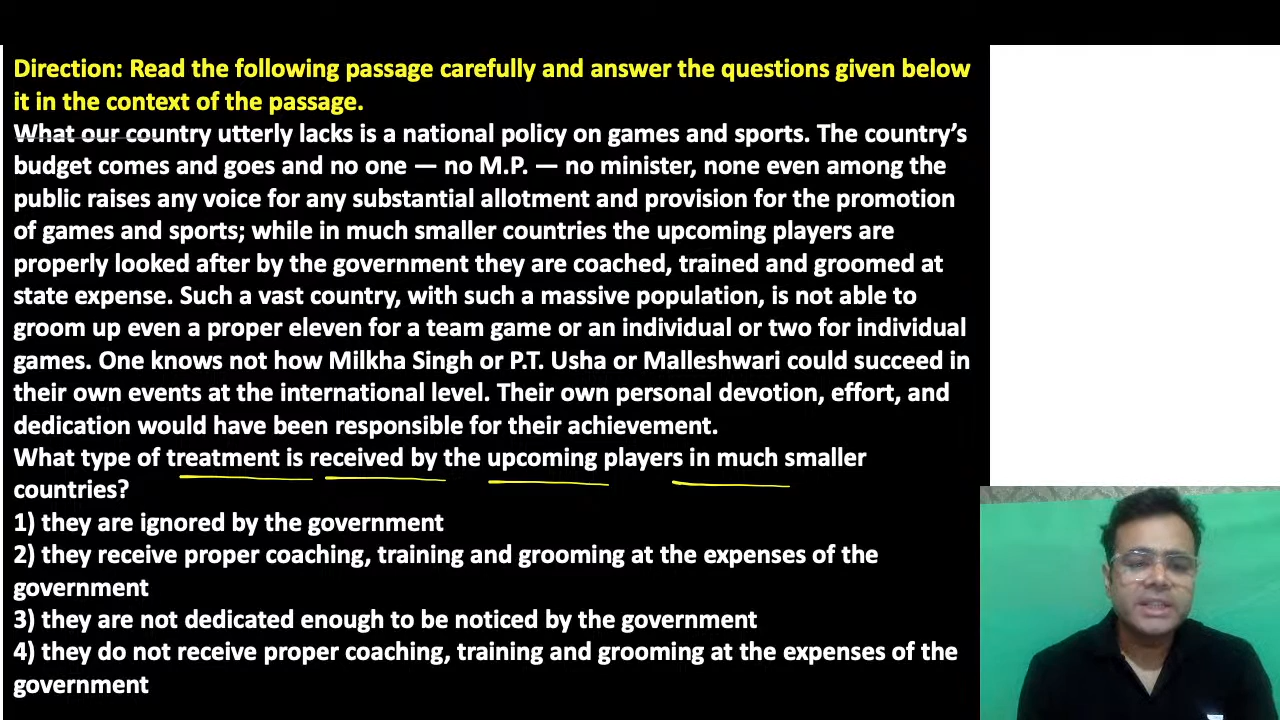 Direction: Read the following passage carefully and answer the questions given below
it in the context of the passage.
What our country utterly lacks is a national policy on games and sports. The country's
budget comes and goes and no one — no M.P. — no minister, none even among the
public raises any voice for any substantial allotment and provision for the promotion
of games and sports; while in much smaller countries the upcoming players are
properly looked after by the government they are coached, trained and groomed at
state expense. Such a vast country, with such a massive population, is not able to
groom up even a proper eleven for a team game or an individual or two for individual
games. One knows not how Milkha Singh or P.T. Usha or Malleshwari could succeed in
their own events at the international level. Their own personal devotion, effort, and
dedication would have been responsible for their achievement.
What type of treatment is received by the upcoming players in much smaller
countries?
1) they are ignored by the government
2) they receive proper coaching, training and grooming at the expenses of the
government
3) they are not dedicated enough to be noticed by the government
4) they do not receive proper coaching, training and grooming at the expenses of the
government